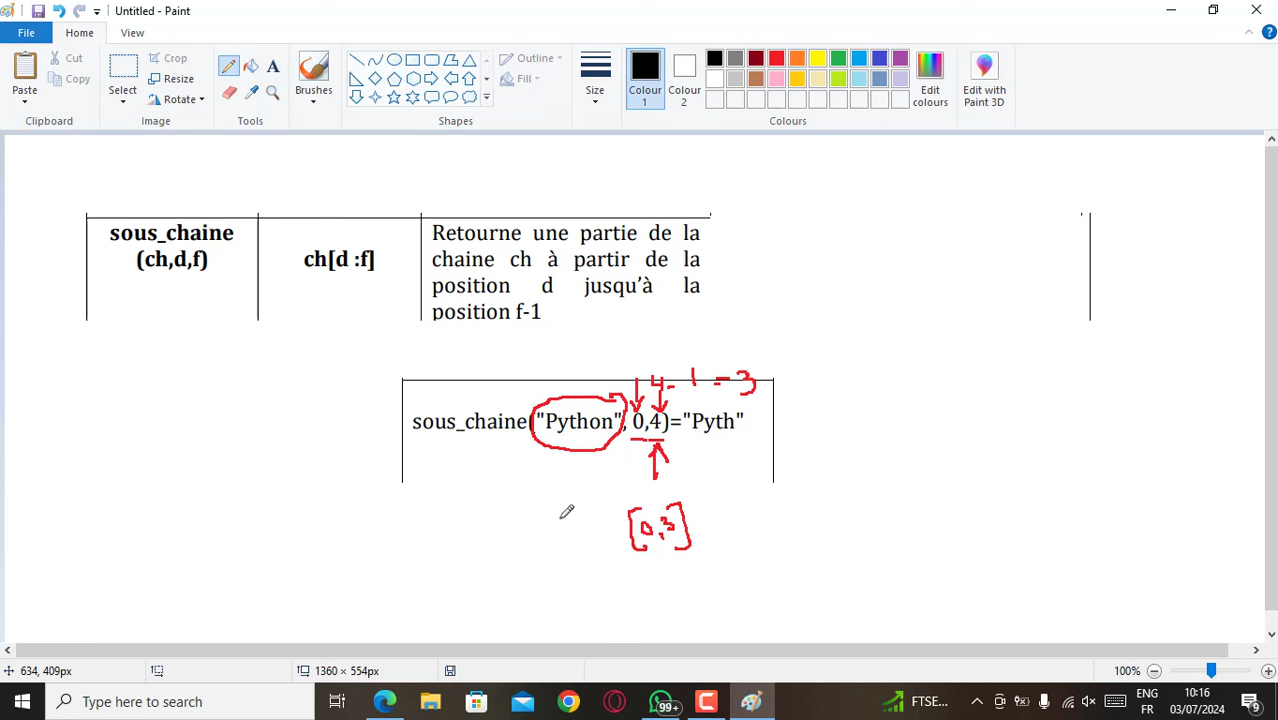 Untitled - Paint
File
Home
View
Paste
Cut
Copy
Clipboard
Select
Crop
Resize
Rotate
Image
A
Tools
Brushes
Outline
Fill
Shapes
Size
Colour 1
Colour 2
Edit colours
Edit with Paint 3D
Colours
sous_chaine
(ch,d,f)
ch[d :f]
Retourne une partie de la
chaine ch à partir de la
position d jusqu’à la
position f-1
4 - 1 = 3
sous_chaine("Python", 0,4)="Pyth"
[0,3]
634, 409px
1360 × 554px
100%
Type here to search
99+
FTSE...
ENG
FR
10:16
03/07/2024
9